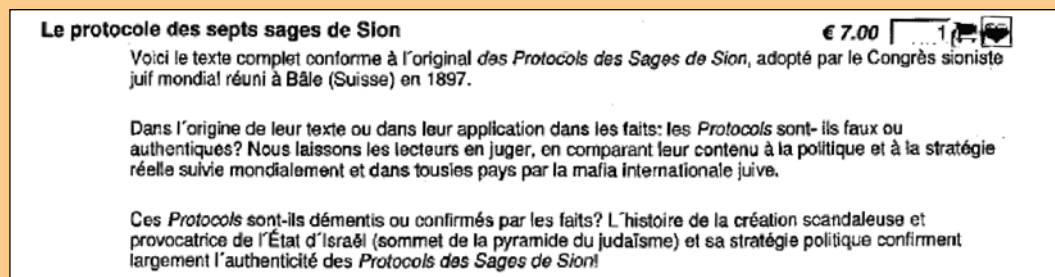 Le protocole des septs sages de Sion € 7.00 1
Voici le texte complet conforme à l´original des Protocols des Sages de Sion, adopté par le Congrès sioniste
juif mondial réuni à Bâle (Suisse) en 1897.
Dans l´origine de leur texte ou dans leur application dans les faits: les Protocols sont- ils faux ou
authentiques? Nous laissons les lecteurs en juger, en comparant leur contenu à la politique et à la stratégie
réelle suivie mondialement et dans tousles pays par la mafia internationale juive.
Ces Protocols sont-ils démentis ou confirmés par les faits? L´histoire de la création scandaleuse et
provocatrice de l´État d´Israël (sommet de la pyramide du judaïsme) et sa stratégie politique confirment
largement l´authenticité des Protocols des Sages de Sion!